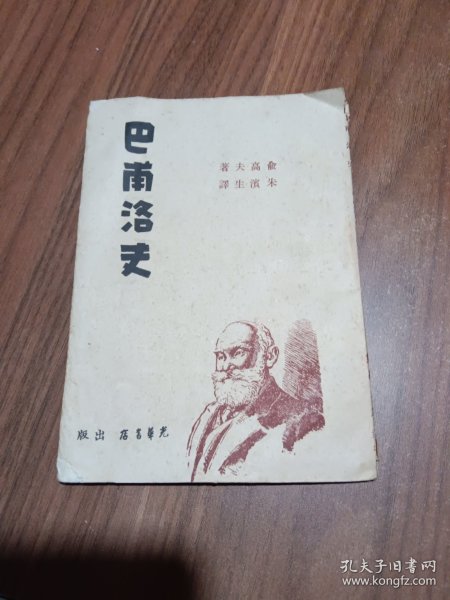 巴甫洛夫
俞高夫著
朱濱生譯
光華書店 出版
孔夫子旧书网
www.kongfz.com